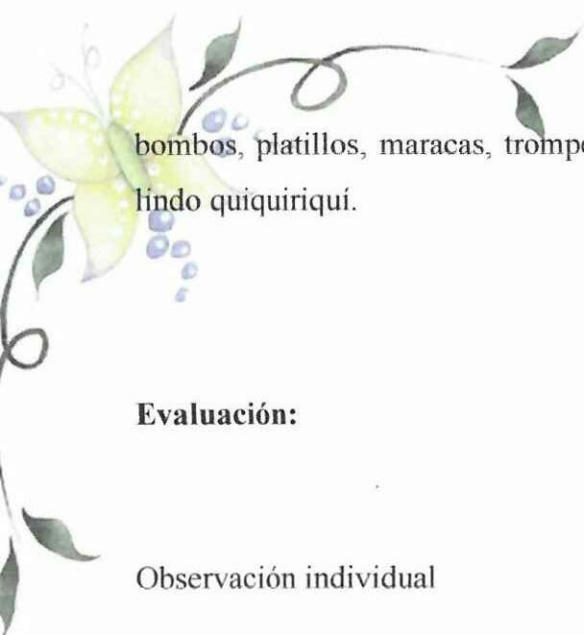 bombos, platillos, maracas,
lindo quiquiriquí.
Evaluación:
Observación individual